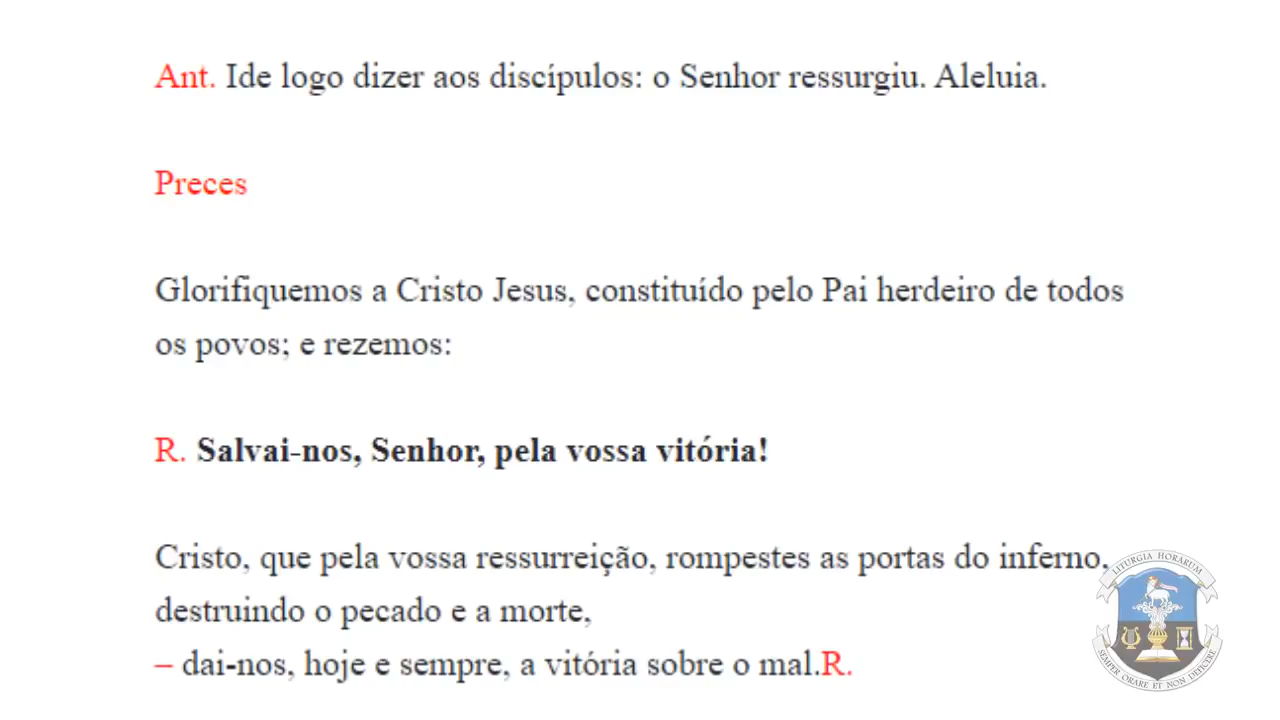 Ant. Ide logo dizer aos discípulos: o Senhor ressurgiu. Aleluia.
Preces
Glorifiquemos a Cristo Jesus, constituído pelo Pai herdeiro de todos
os povos; e rezemos:
R. Salvai-nos, Senhor, pela vossa vitória!
Cristo, que pela vossa ressurreição, rompestes as portas do inferno,
destruindo o pecado e a morte,
– dai-nos, hoje e sempre, a vitória sobre o mal.R.
LITURGIA HORARUM
SEMPER ORARE ET NON DEFICERE